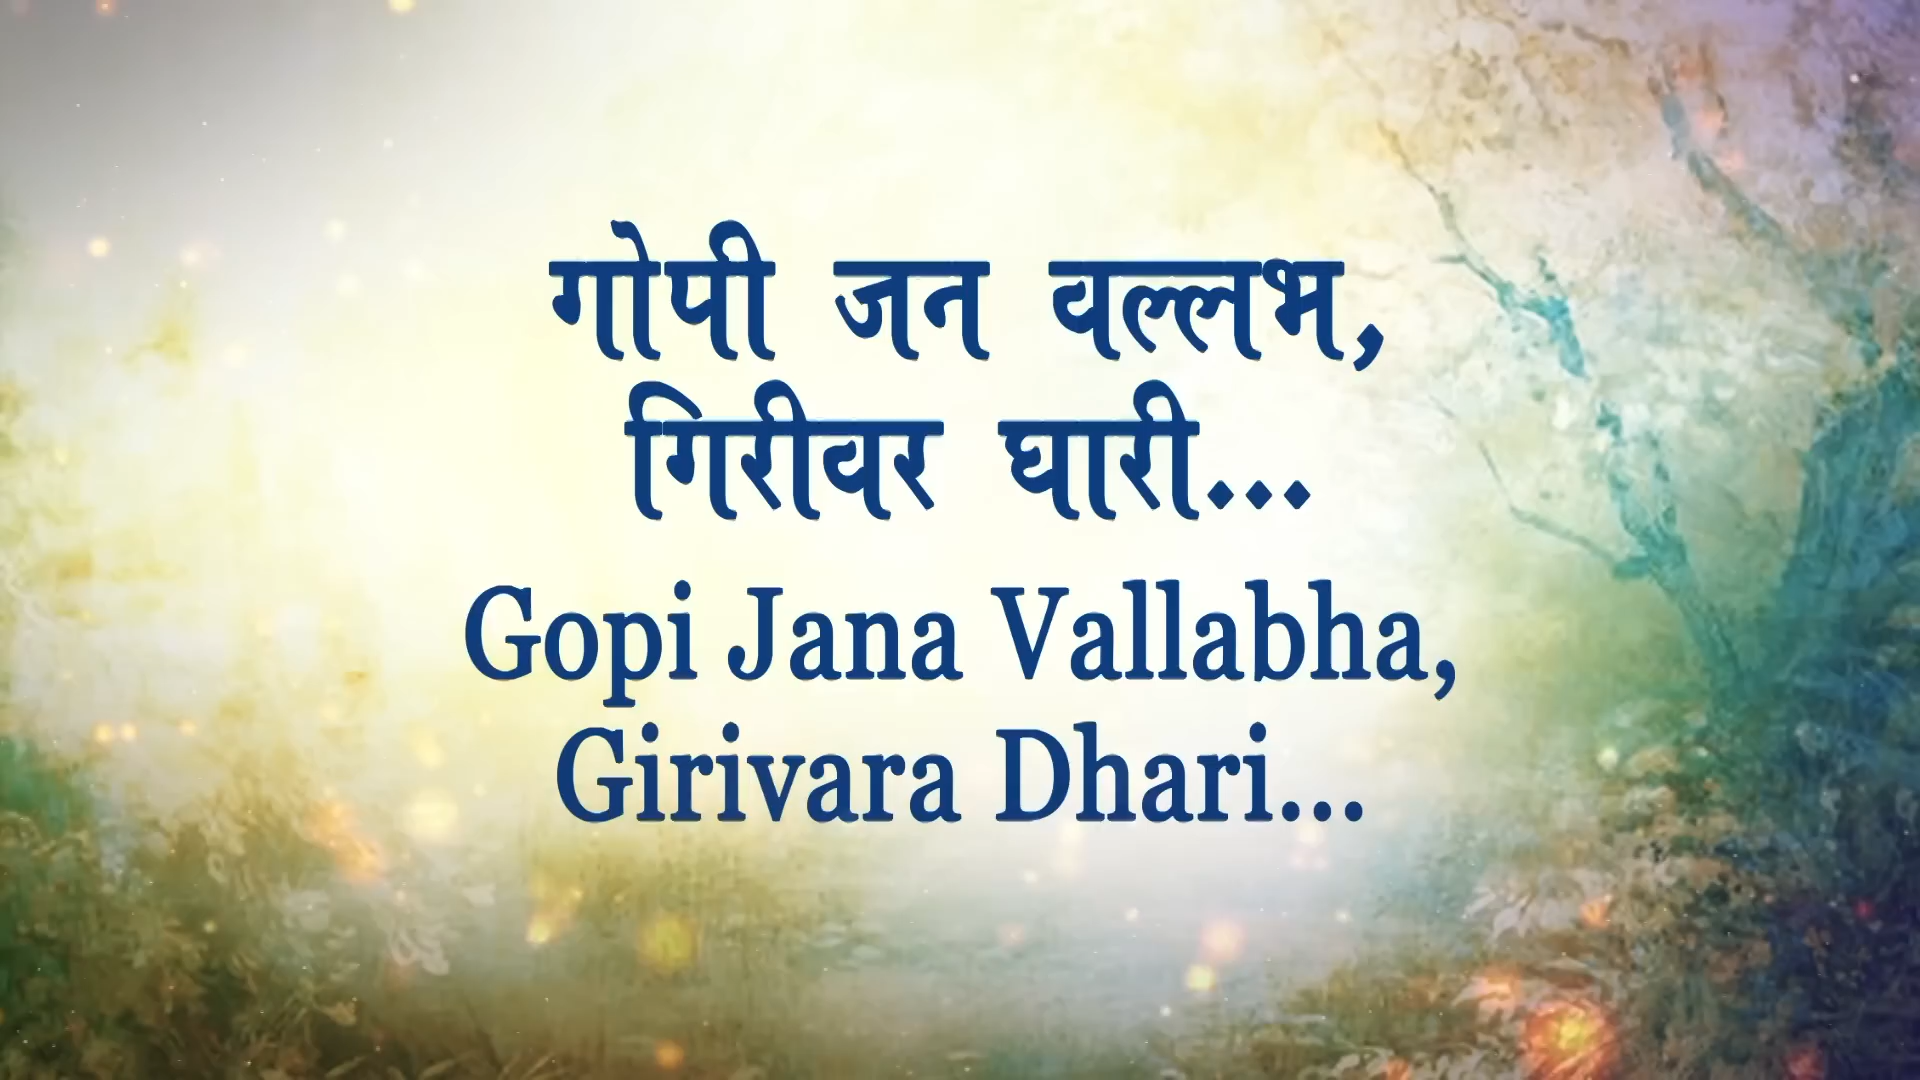 गोपी जन वल्लभ,
गिरीवर घारी...
Gopi Jana Vallabha,
Girivara Dhari...